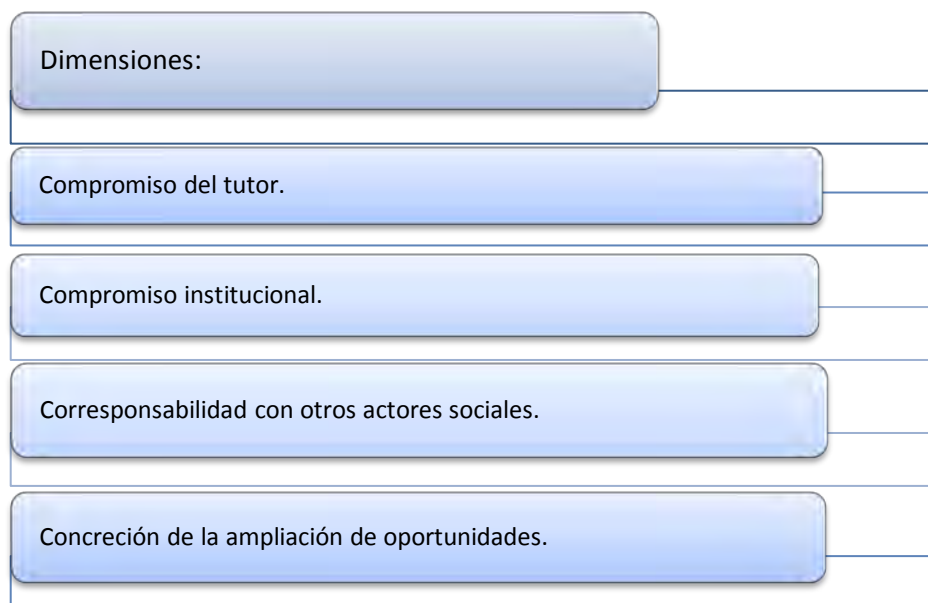 Dimensiones:
Compromiso del tutor.
Compromiso institucional.
Corresponsabilidad con otros actores sociales.
Concreción de la ampliación de oportunidades.